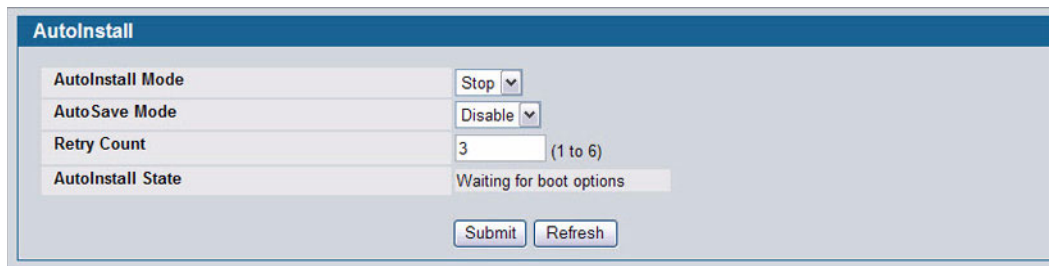 AutoInstall
AutoInstall Mode Stop
AutoSave Mode Disable
Retry Count 3 (1 to 6)
AutoInstall State Waiting for boot options
Submit Refresh